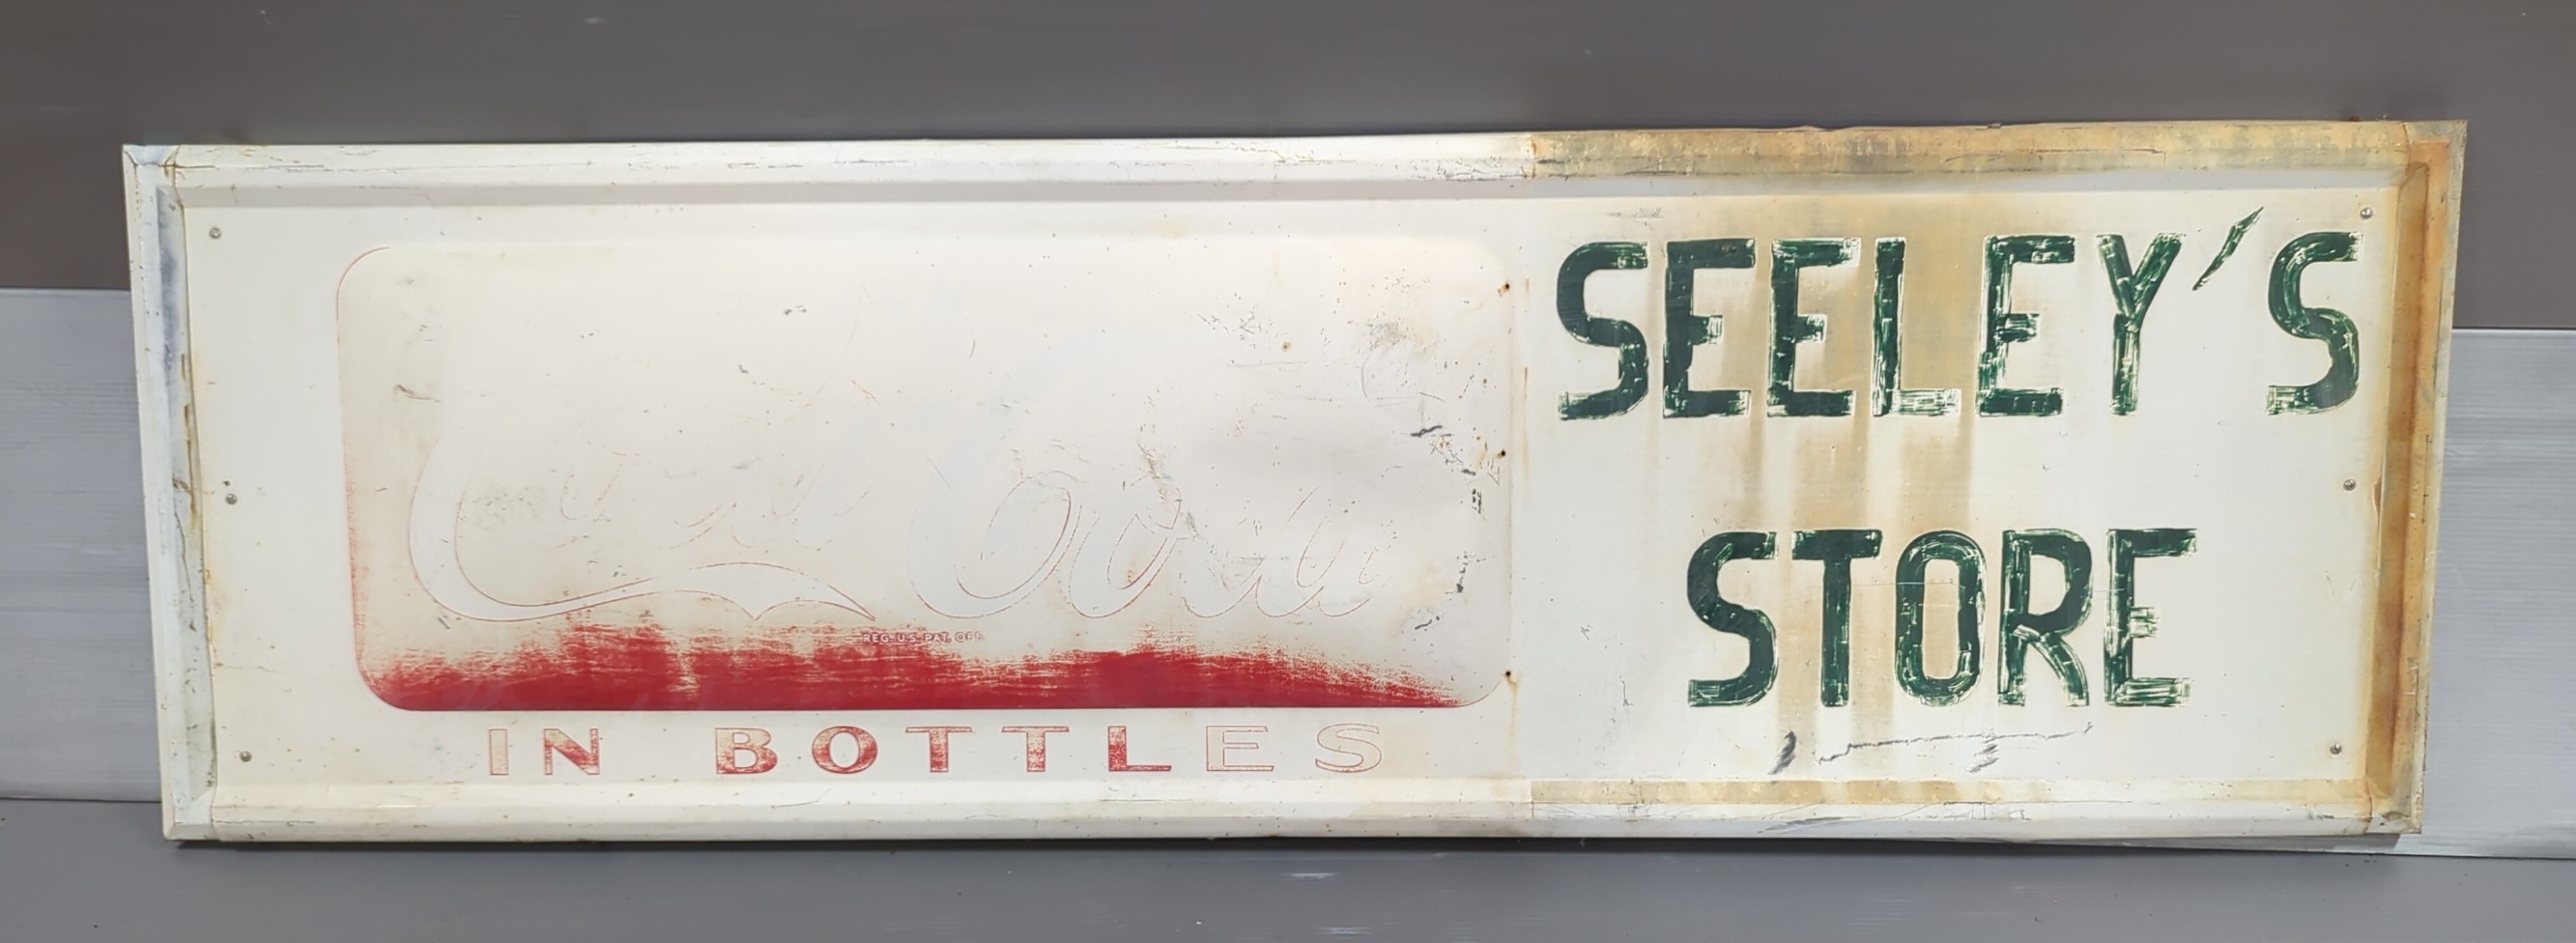 Coca-Cola
REG. U.S. PAT. OFF.
IN BOTTLES
SEELEY'S
STORE